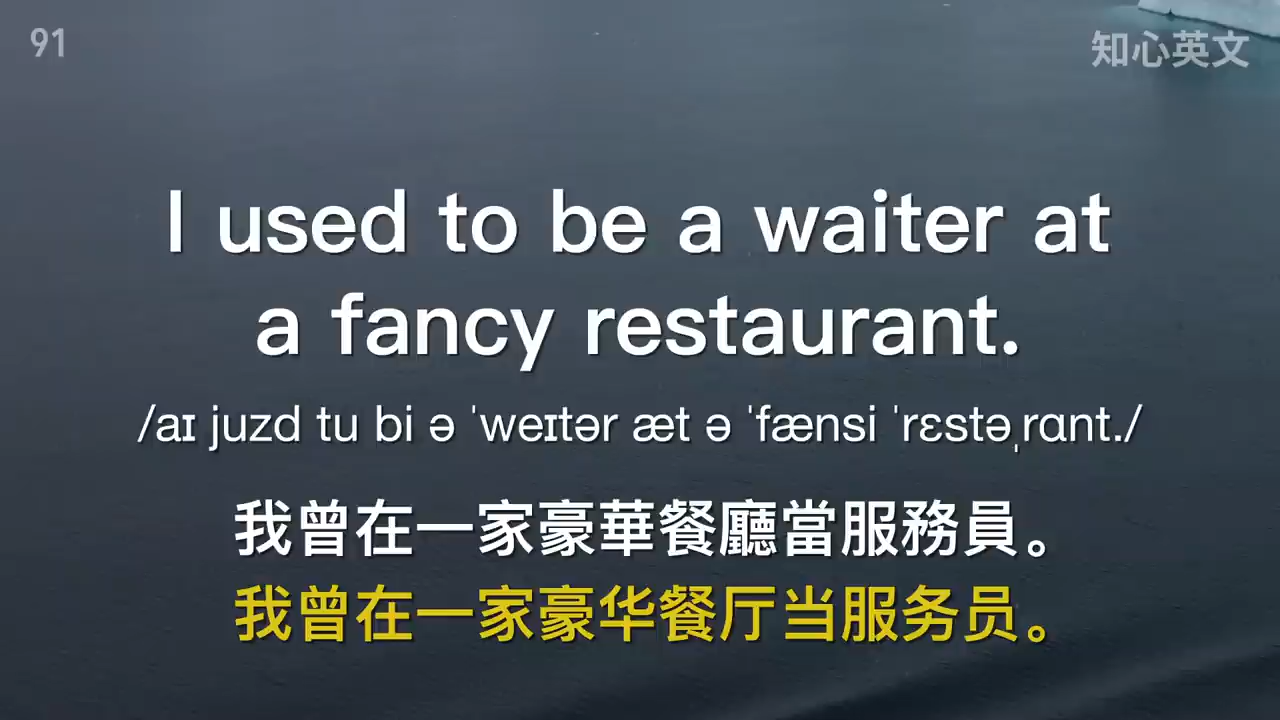 91
知心英文
I used to be a waiter at
a fancy restaurant.
/aɪ juzd tu bi ə ˈweɪtər æt ə ˈfænsi ˈrɛstəˌrɑnt./
我曾在一家豪華餐廳當服務員。
我曾在一家豪华餐厅当服务员。